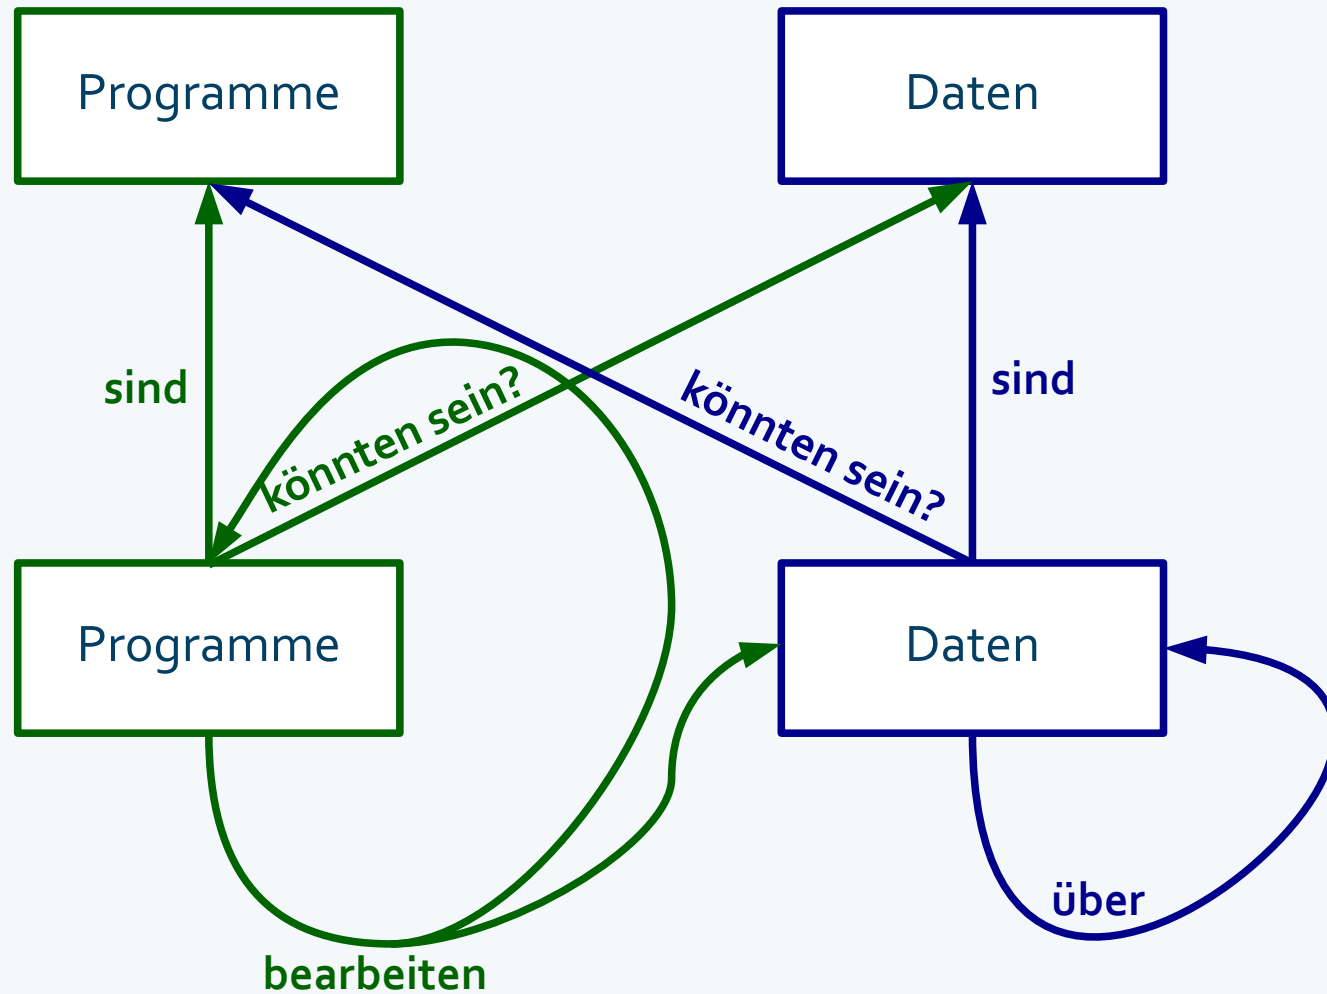 Programme
Daten
sind
könnten sein?
könnten sein?
sind
Programme
Daten
über
bearbeiten